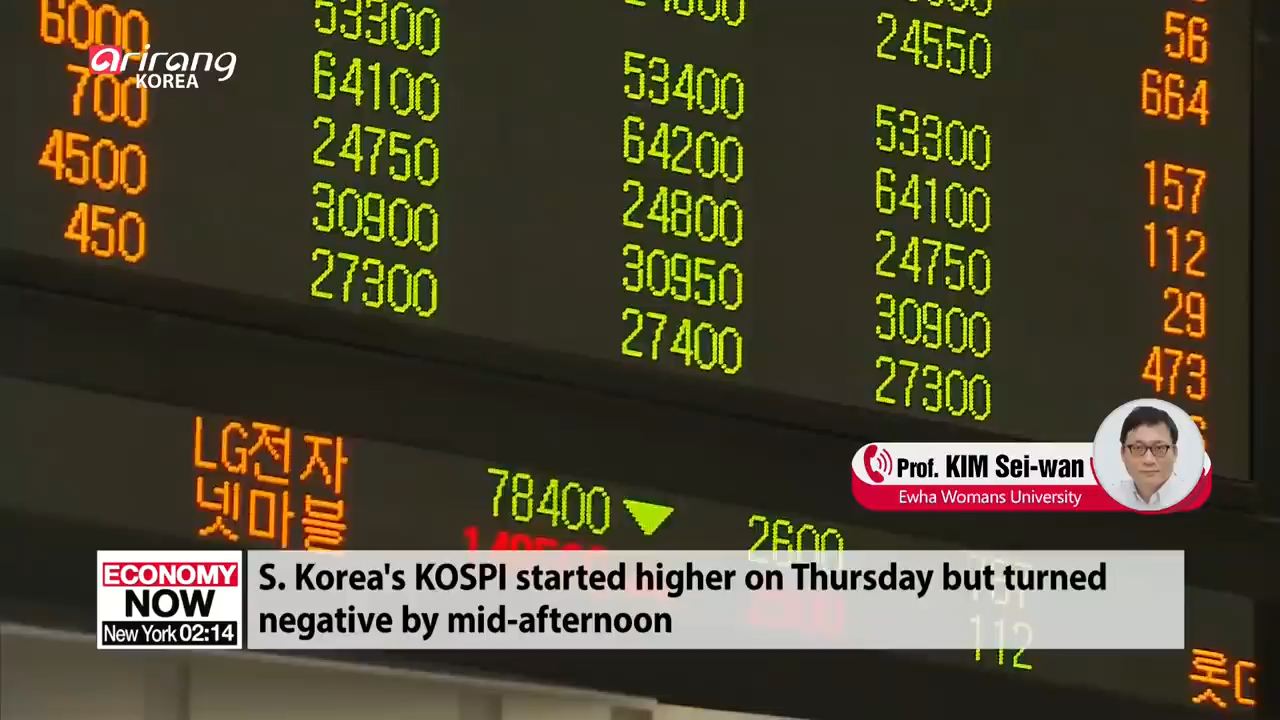 6000 53300 24800 56
arirang
KOREA
24550
700 64100 53400 664
4500 24750 64200 53300 157
450 30900 24800 64100 112
27300 30950 24750 29
27400 30900 473
27300
Prof. KIM Sei-wan
Ewha Womans University
LG전자 78400 ▼ 2600
넷마블
112
롯데
ECONOMY
NOW
New York 02:14
S. Korea's KOSPI started higher on Thursday but turned
negative by mid-afternoon